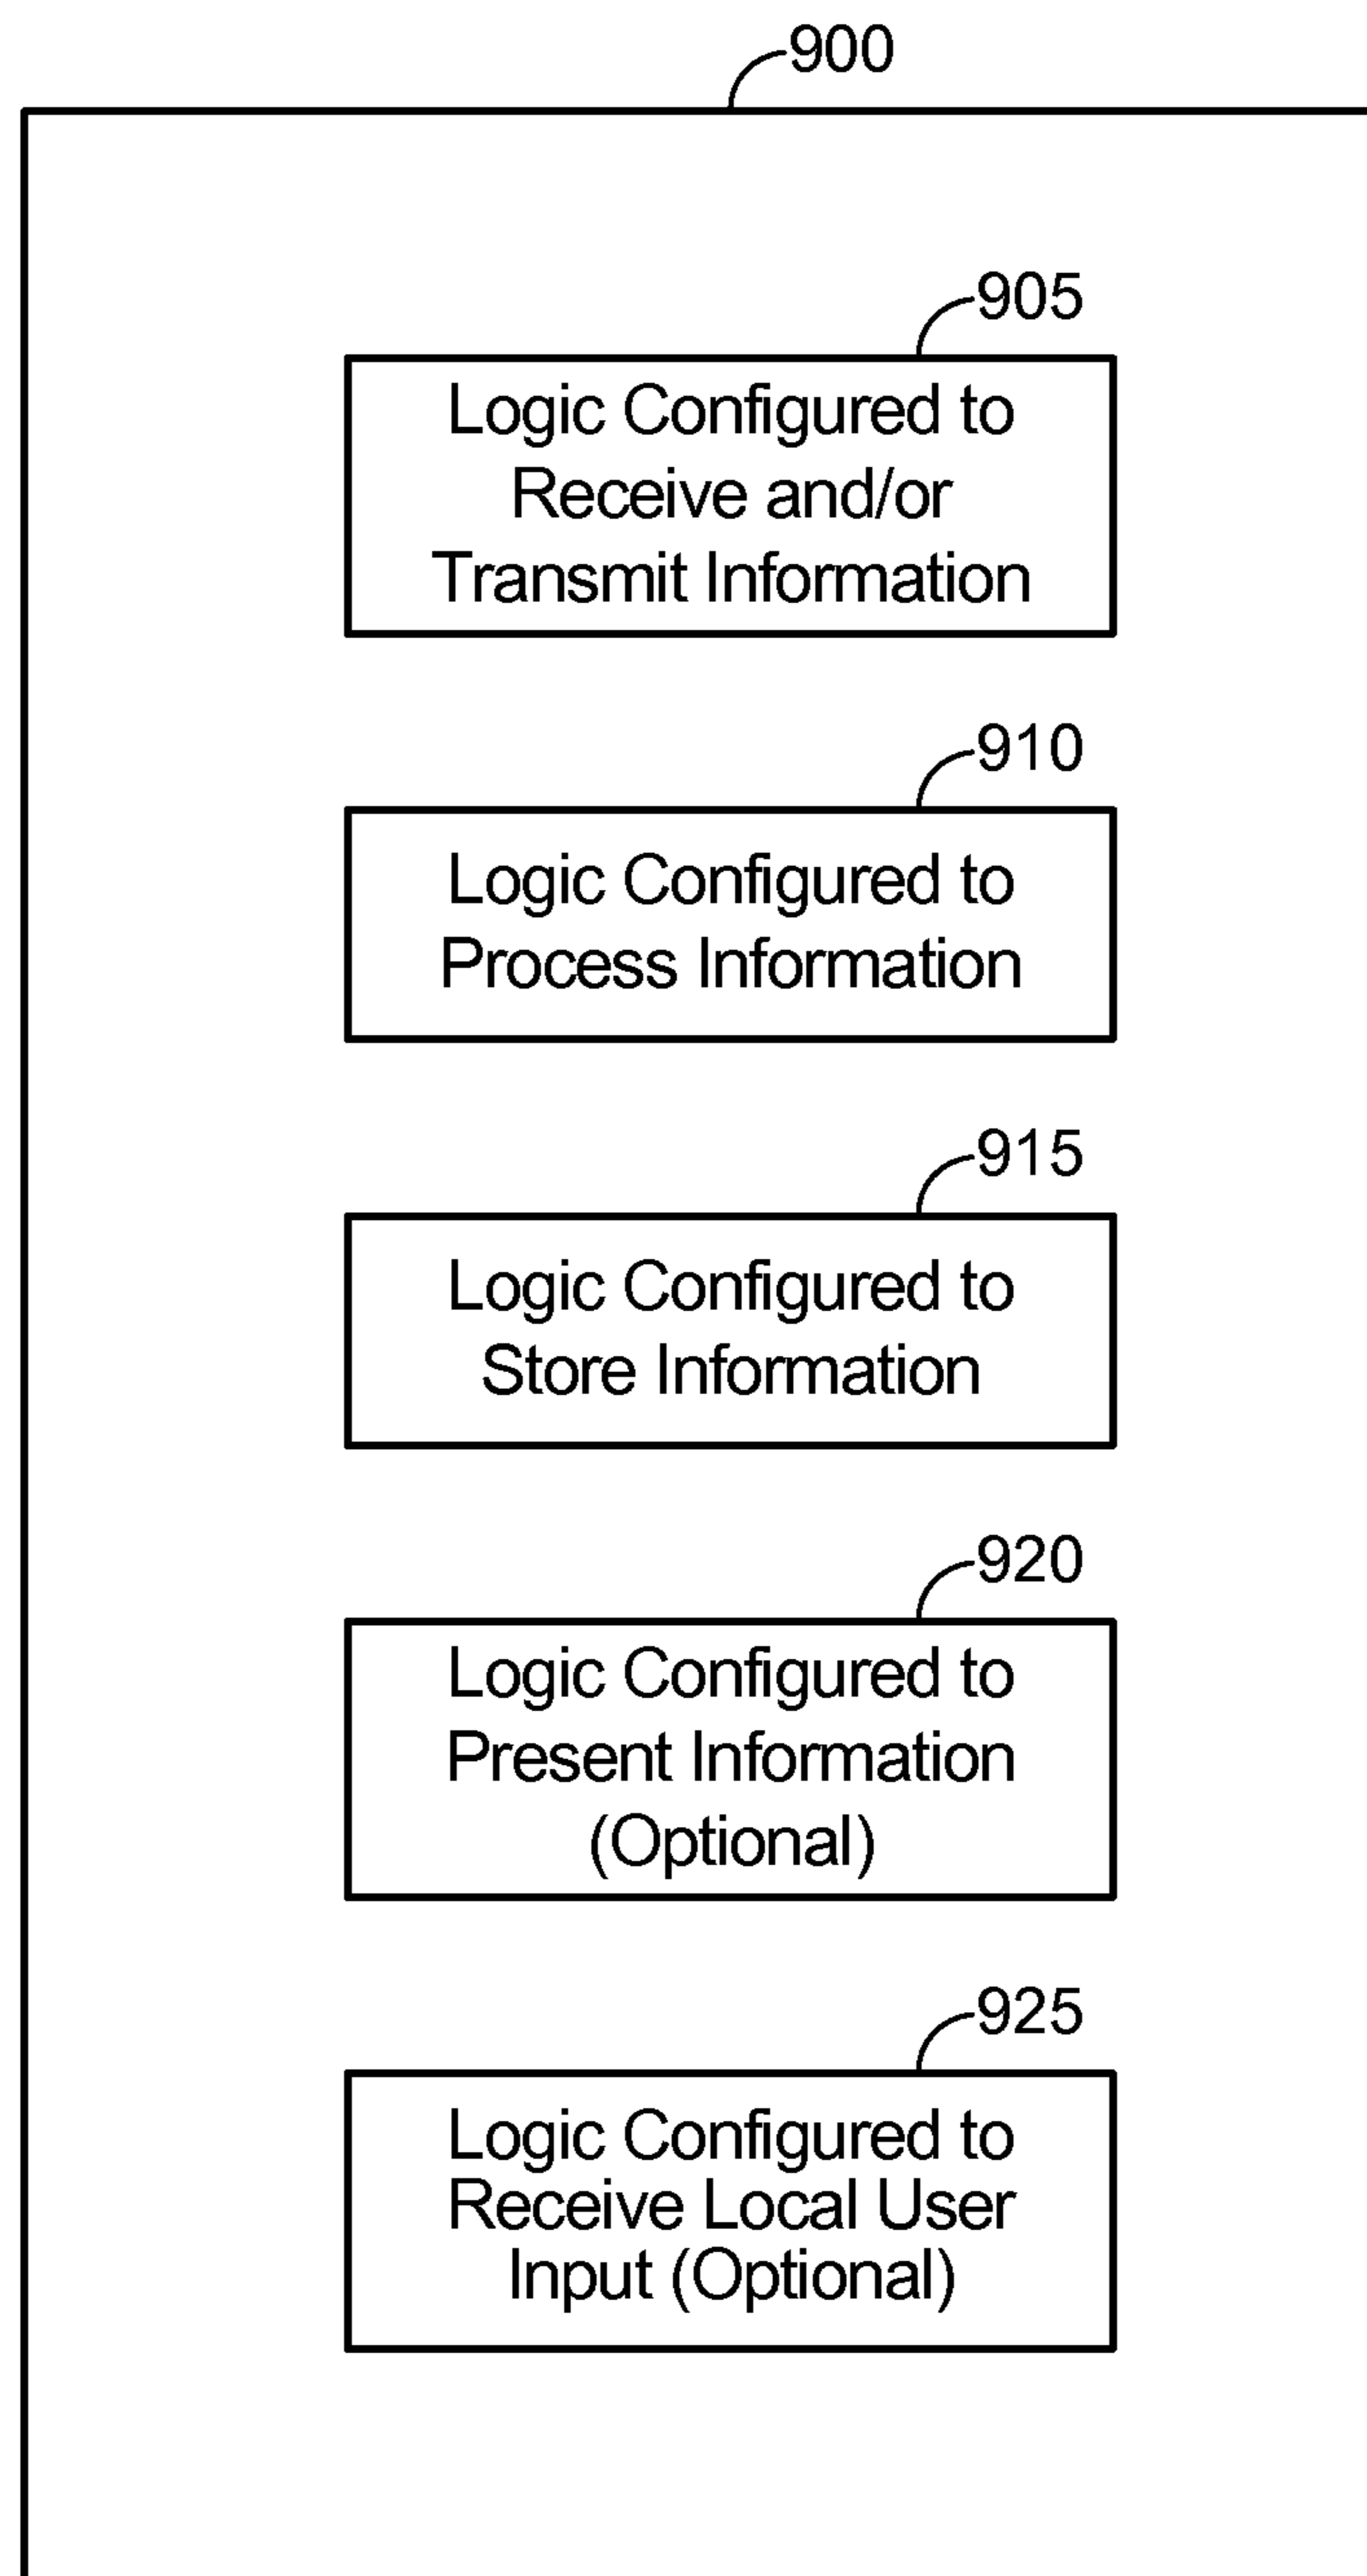 900
905
Logic Configured to
Receive and/or
Transmit Information
910
Logic Configured to
Process Information
915
Logic Configured to
Store Information
920
Logic Configured to
Present Information
(Optional)
925
Logic Configured to
Receive Local User
Input (Optional)